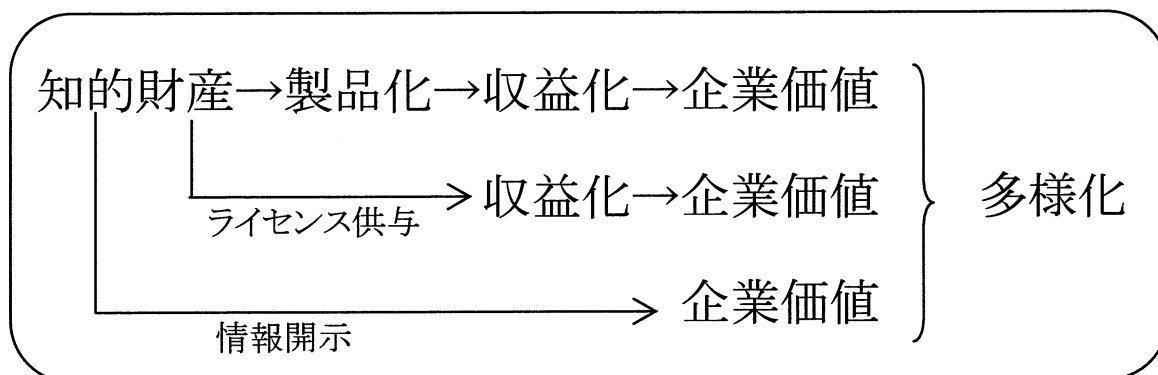 知的財産→製品化→収益化→企業価値
収益化→企業価値
多様化
ライセンス供与
企業価値
情報開示